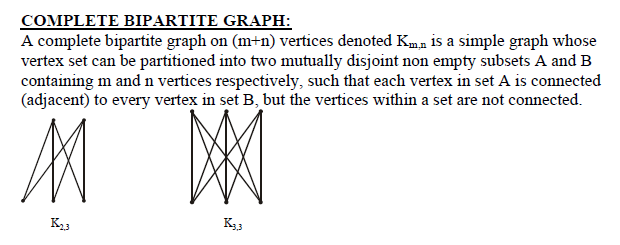 COMPLETE BIPARTITE GRAPH:
A complete bipartite graph on (m+n) vertices denoted Km,n is a simple graph whose
vertex set can be partitioned into two mutually disjoint non empty subsets A and B
containing m and n vertices respectively, such that each vertex in set A is connected
(adjacent) to every vertex in set B, but the vertices within a set are not connected.
K2,3 K3,3